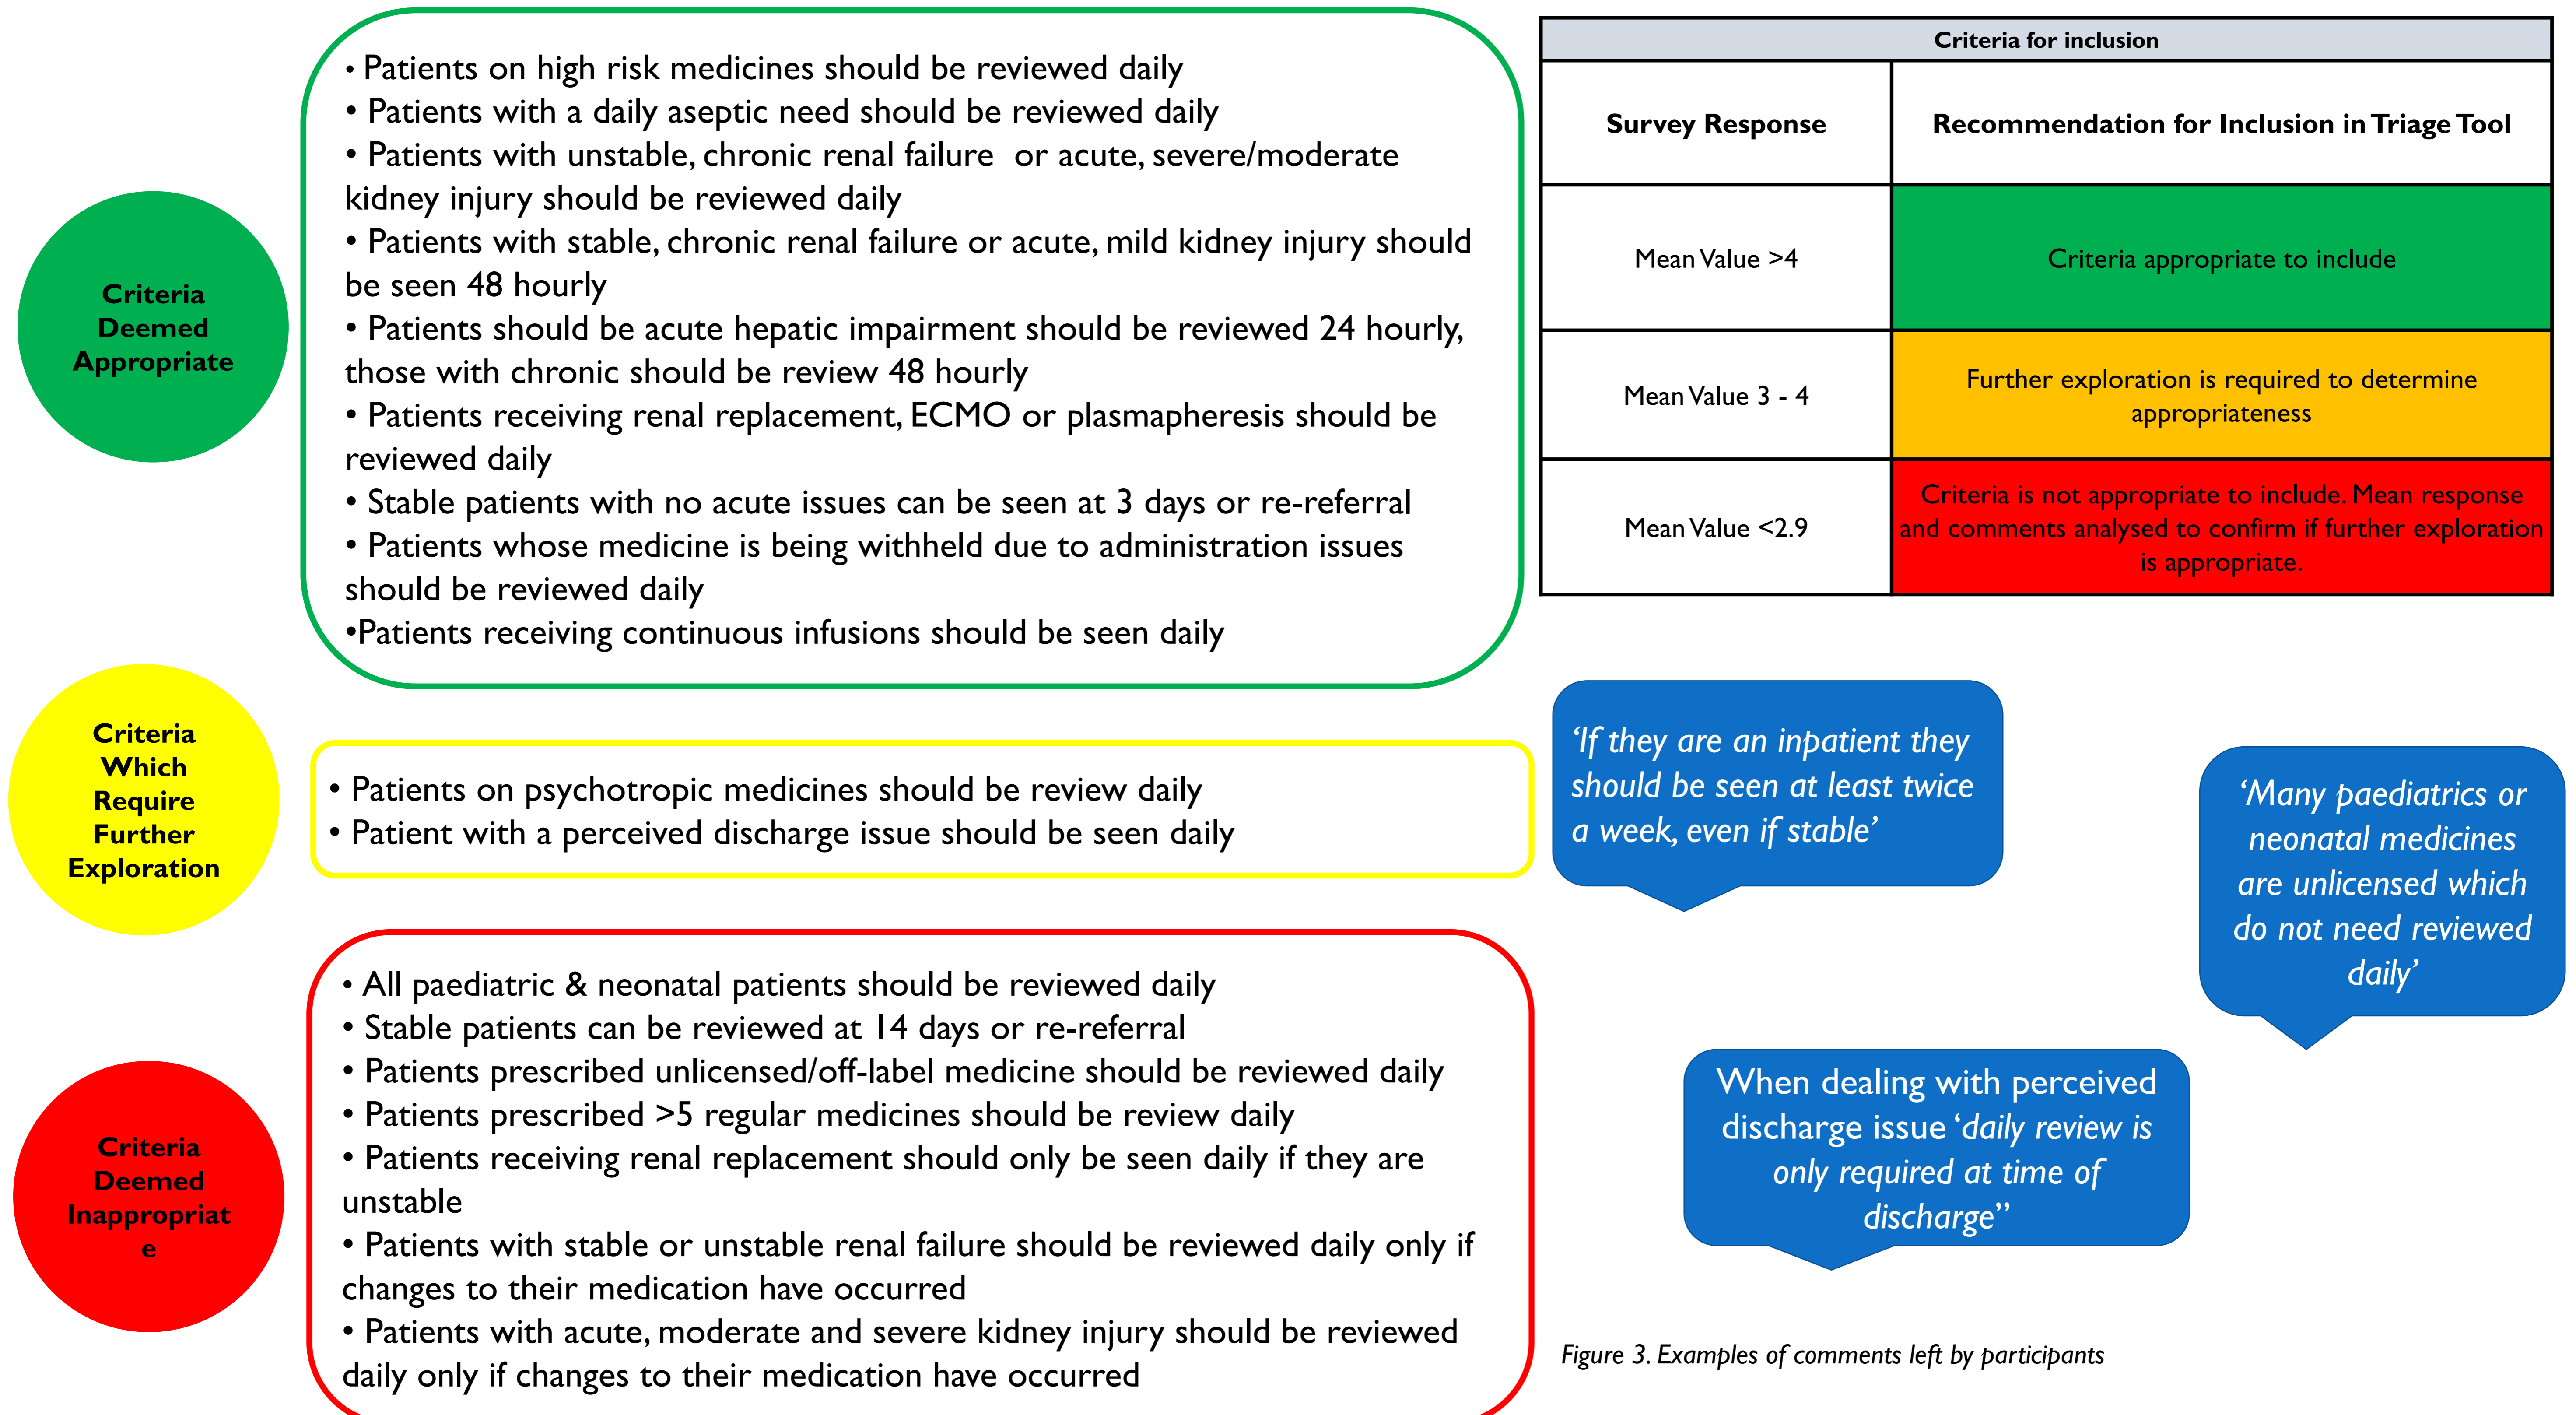 Criteria
Deemed
Appropriate
• Patients on high risk medicines should be reviewed daily
• Patients with a daily aseptic need should be reviewed daily
• Patients with unstable, chronic renal failure  or acute, severe/moderate
kidney injury should be reviewed daily
• Patients with stable, chronic renal failure or acute, mild kidney injury should
be seen 48 hourly
• Patients should be acute hepatic impairment should be reviewed 24 hourly,
those with chronic should be review 48 hourly
• Patients receiving renal replacement, ECMO or plasmapheresis should be
reviewed daily
• Stable patients with no acute issues can be seen at 3 days or re-referral
• Patients whose medicine is being withheld due to administration issues
should be reviewed daily
•Patients receiving continuous infusions should be seen daily
Criteria
Which
Require
Further
Exploration
• Patients on psychotropic medicines should be review daily
• Patient with a perceived discharge issue should be seen daily
Criteria
Deemed
Inappropriat
e
• All paediatric & neonatal patients should be reviewed daily
• Stable patients can be reviewed at 14 days or re-referral
• Patients prescribed unlicensed/off-label medicine should be reviewed daily
• Patients prescribed >5 regular medicines should be review daily
• Patients receiving renal replacement should only be seen daily if they are
unstable
• Patients with stable or unstable renal failure should be reviewed daily only if
changes to their medication have occurred
• Patients with acute, moderate and severe kidney injury should be reviewed
daily only if changes to their medication have occurred
Criteria for inclusion
Survey Response
Recommendation for Inclusion in Triage Tool
Mean Value >4
Criteria appropriate to include
Mean Value 3 - 4
Further exploration is required to determine
appropriateness
Mean Value <2.9
Criteria is not appropriate to include. Mean response
and comments analysed to confirm if further exploration
is appropriate.
‘If they are an inpatient they
should be seen at least twice
a week, even if stable’
‘Many paediatrics or
neonatal medicines
are unlicensed which
do not need reviewed
daily’
When dealing with perceived
discharge issue ‘daily review is
only required at time of
discharge’’
Figure 3. Examples of comments left by participants